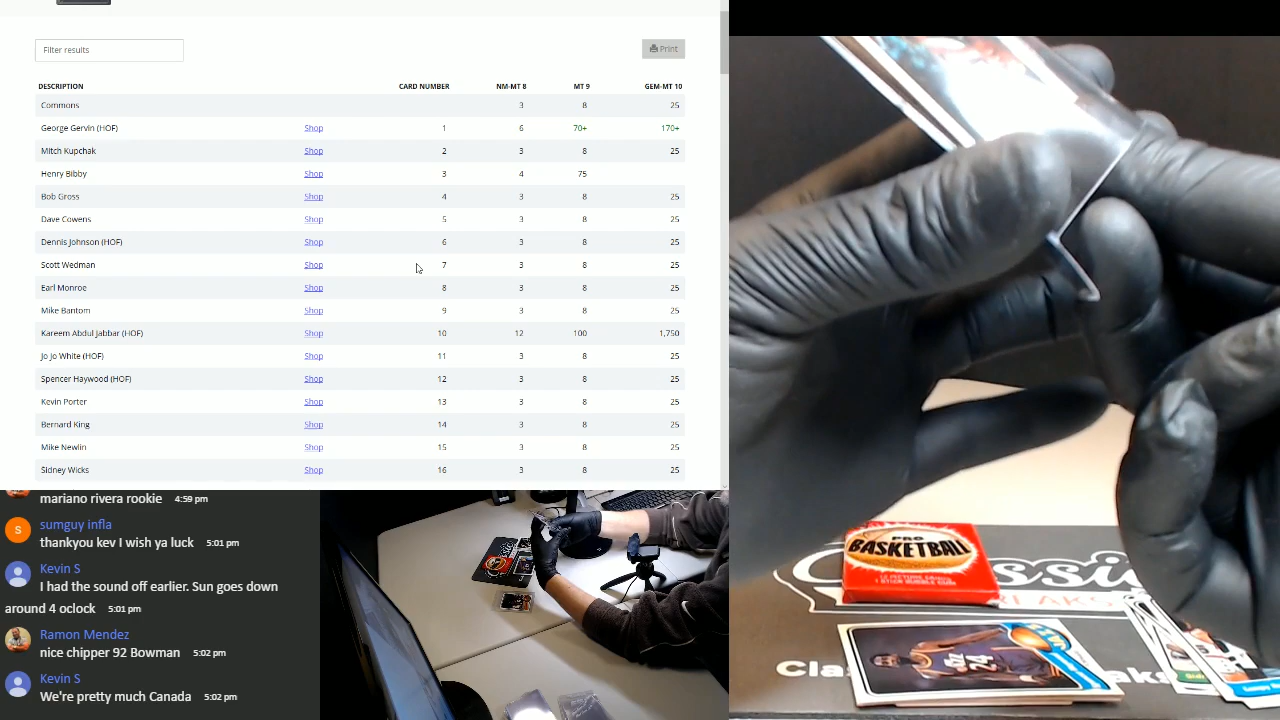 Filter results
Print
DESCRIPTION CARD NUMBER NM-MT 8 MT 9 GEM-MT 10
Commons 3 8 25
George Gervin (HOF) Shop 1 6 70+ 170+
Mitch Kupchak Shop 2 3 8 25
Henry Bibby Shop 3 4 75
Bob Gross Shop 4 3 8 25
Dave Cowens Shop 5 3 8 25
Dennis Johnson (HOF) Shop 6 3 8 25
Scott Wedman Shop 7 3 8 25
Earl Monroe Shop 8 3 8 25
Mike Bantom Shop 9 3 8 25
Kareem Abdul Jabbar (HOF) Shop 10 12 100 1,750
Jo jo White (HOF) Shop 11 3 8 25
Spencer Haywood (HOF) Shop 12 3 8 25
Kevin Porter Shop 13 3 8 25
Bernard King Shop 14 3 8 25
Mike Newlin Shop 15 3 8 25
Sidney Wicks Shop 16 3 8 25
mariano rivera rookie 4:59 pm
S sumguy infla
thankyou kev I wish ya luck 5:01 pm
Kevin S
I had the sound off earlier. Sun goes down
around 4 oclock 5:01 pm
Ramon Mendez
nice chipper 92 Bowman 5:02 pm
Kevin S
We're pretty much Canada 5:02 pm
PRO
BASKETBALL
12 PICTURE CARDS
1 STICK BUBBLE GUM
24